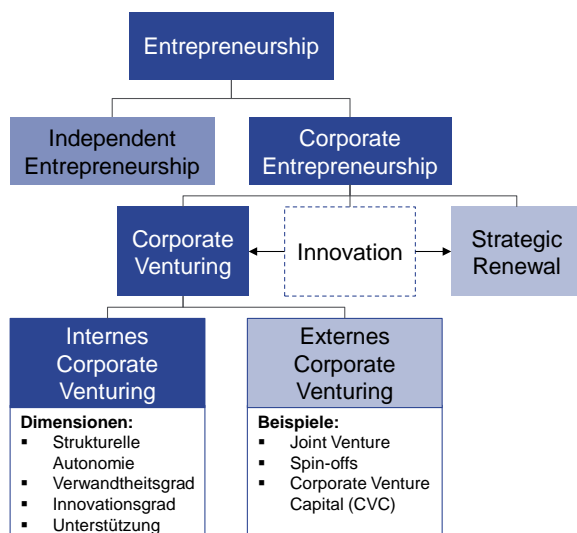 Entrepreneurship
Independent
Entrepreneurship
Corporate
Entrepreneurship
Corporate
Venturing
Innovation
Strategic
Renewal
Internes
Corporate
Venturing
Dimensionen:
▪ Strukturelle
Autonomie
▪ Verwandtheitsgrad
▪ Innovationsgrad
▪ Unterstützung
Externes
Corporate
Venturing
Beispiele:
▪ Joint Venture
▪ Spin-offs
▪ Corporate Venture
Capital (CVC)